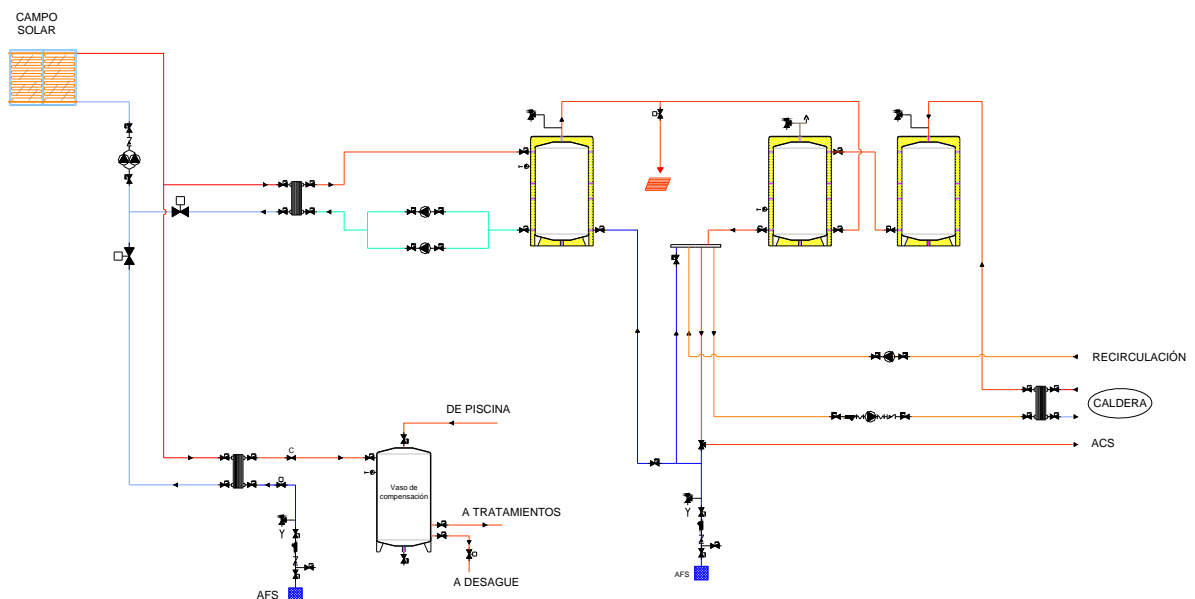 CAMPO
SOLAR
RECIRCULACIÓN
CALDERA
DE PISCINA
ACS
C
Vaso de
compensación
A TRATAMIENTOS
Y
Y
A DESAGUE
AFS
AFS